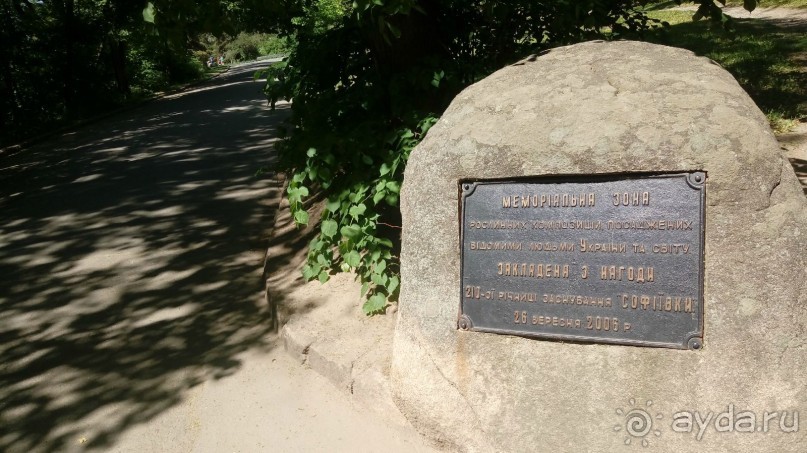 МЕМОРІАЛЬНА ЗОНА
РОСЛИННИХ КОМПОЗИЦІЙ ПОСАДЖЕНИХ
ВІДОМИМИ ЛЮДЬМИ УКРАЇНИ ТА СВІТУ
ЗАКЛАДЕНА З НАГОДИ
210-ОЇ РІЧНИЦІ ЗАСНУВАННЯ "СОФІЇВКИ"
26 ВЕРЕСНЯ 2006 Р.
ayda.ru